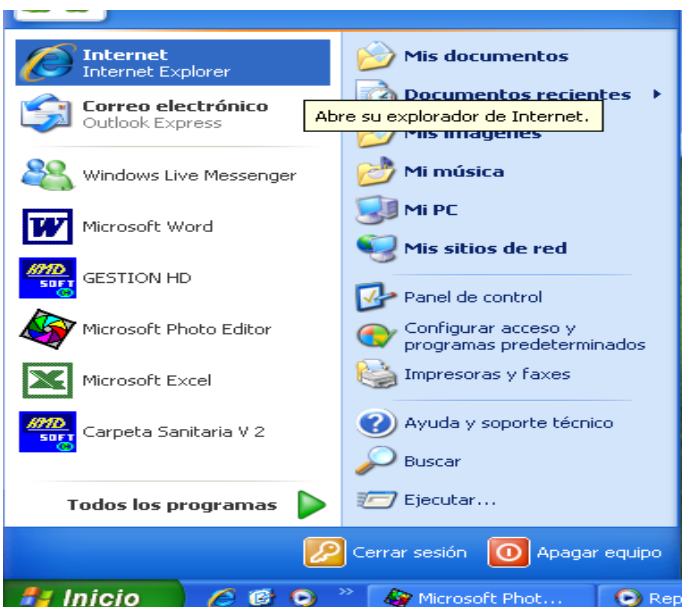 Internet
Internet Explorer
Correo electrónico
Outlook Express
Windows Live Messenger
Microsoft Word
GESTION HD
Microsoft Photo Editor
Microsoft Excel
Carpeta Sanitaria V 2
Todos los programas
Mis documentos
Documentos recientes
Abre su explorador de Internet.
Mis imágenes
Mi música
Mi PC
Mis sitios de red
Panel de control
Configurar acceso y
programas predeterminados
Impresoras y faxes
Ayuda y soporte técnico
Buscar
Ejecutar...
Cerrar sesión
Apagar equipo
Inicio
Microsoft Phot...
Rep